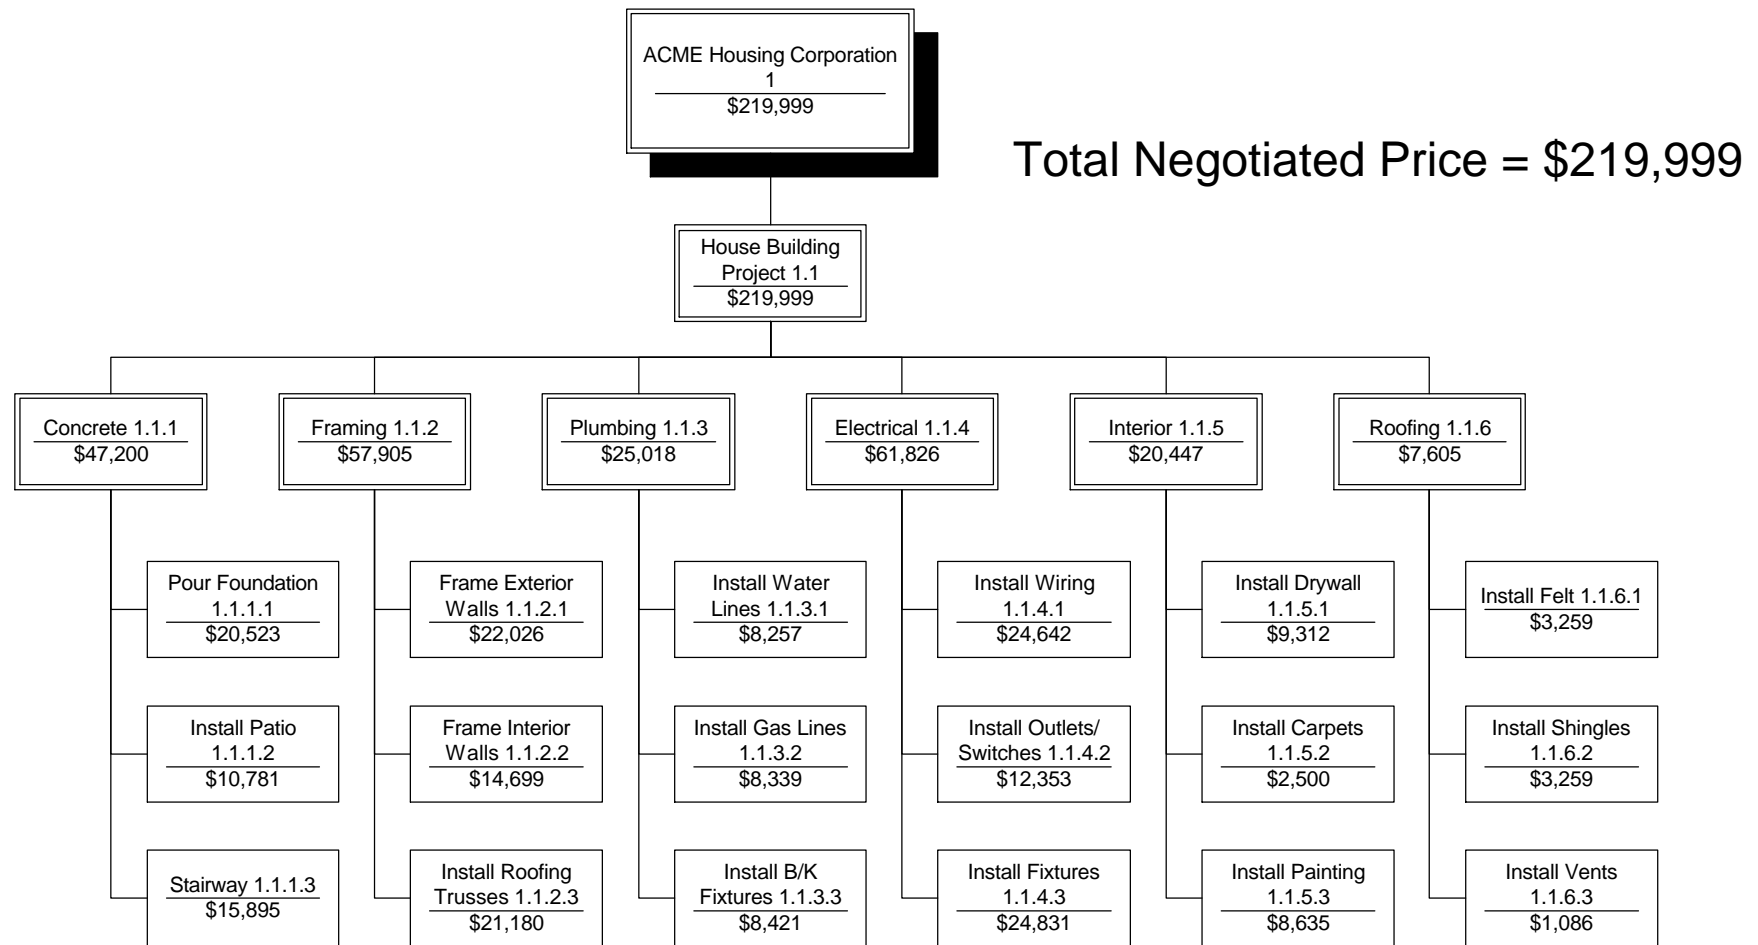 ACME Housing Corporation
1
$219,999
Total Negotiated Price = $219,999
House Building
Project 1.1
$219,999
Concrete 1.1.1
$47,200
Framing 1.1.2
$57,905
Plumbing 1.1.3
$25,018
Electrical 1.1.4
$61,826
Interior 1.1.5
$20,447
Roofing 1.1.6
$7,605
Pour Foundation
1.1.1.1
$20,523
Frame Exterior
Walls 1.1.2.1
$22,026
Install Water
Lines 1.1.3.1
$8,257
Install Wiring
1.1.4.1
$24,642
Install Drywall
1.1.5.1
$9,312
Install Felt 1.1.6.1
$3,259
Install Patio
1.1.1.2
$10,781
Frame Interior
Walls 1.1.2.2
$14,699
Install Gas Lines
1.1.3.2
$8,339
Install Outlets/
Switches 1.1.4.2
$12,353
Install Carpets
1.1.5.2
$2,500
Install Shingles
1.1.6.2
$3,259
Stairway 1.1.1.3
$15,895
Install Roofing
Trusses 1.1.2.3
$21,180
Install B/K
Fixtures 1.1.3.3
$8,421
Install Fixtures
1.1.4.3
$24,831
Install Painting
1.1.5.3
$8,635
Install Vents
1.1.6.3
$1,086